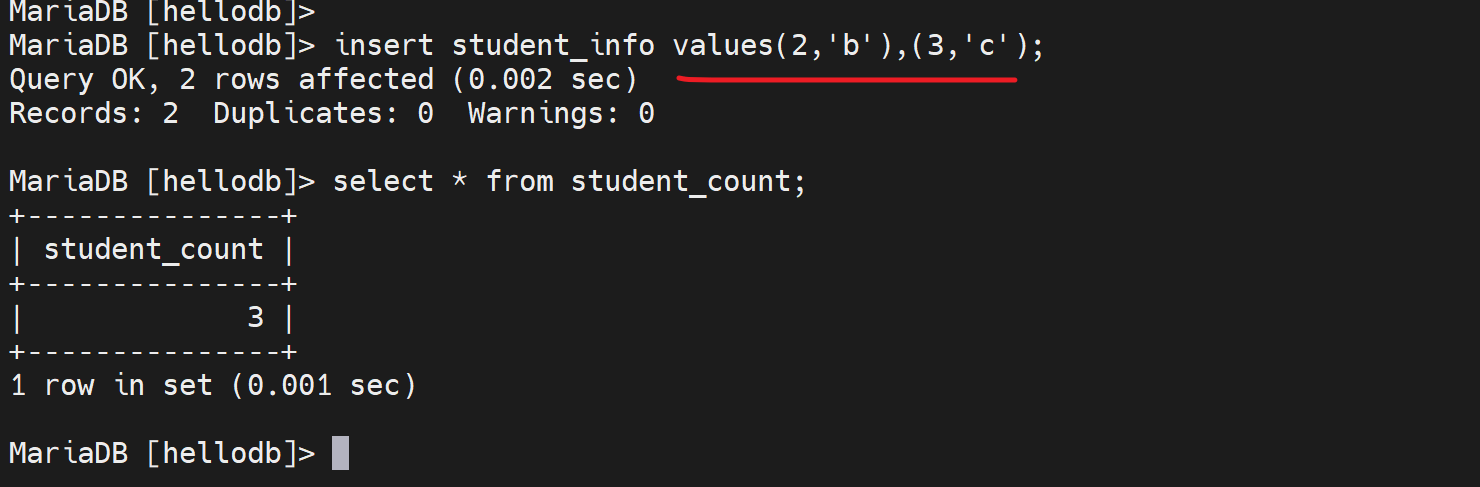 MariaDB [hellodb]>
MariaDB [hellodb]> insert student_info values(2,'b'),(3,'c');
Query OK, 2 rows affected (0.002 sec)
Records: 2  Duplicates: 0  Warnings: 0
MariaDB [hellodb]> select * from student_count;
+---------------+
| student_count |
+---------------+
|             3 |
+---------------+
1 row in set (0.001 sec)
MariaDB [hellodb]>